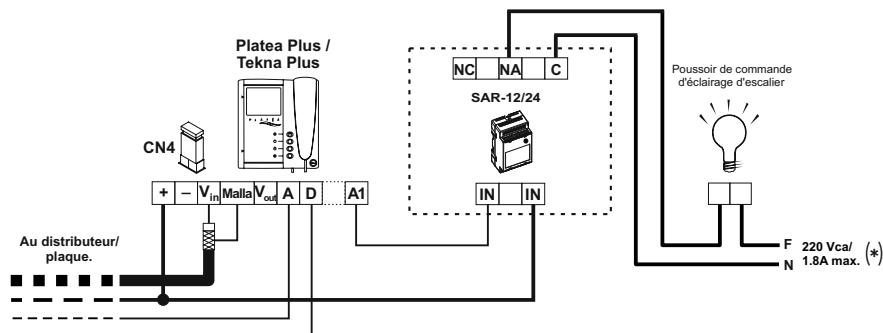 Platea Plus /
Tekna Plus
CN4
+ – Vin Malla Vout A D A1
NC NA C
SAR-12/24
IN IN
Poussoir de commande
d'éclairage d'escalier
Au distributeur/
plaque.
F
N
220 Vca/
1.8A max.
(*)